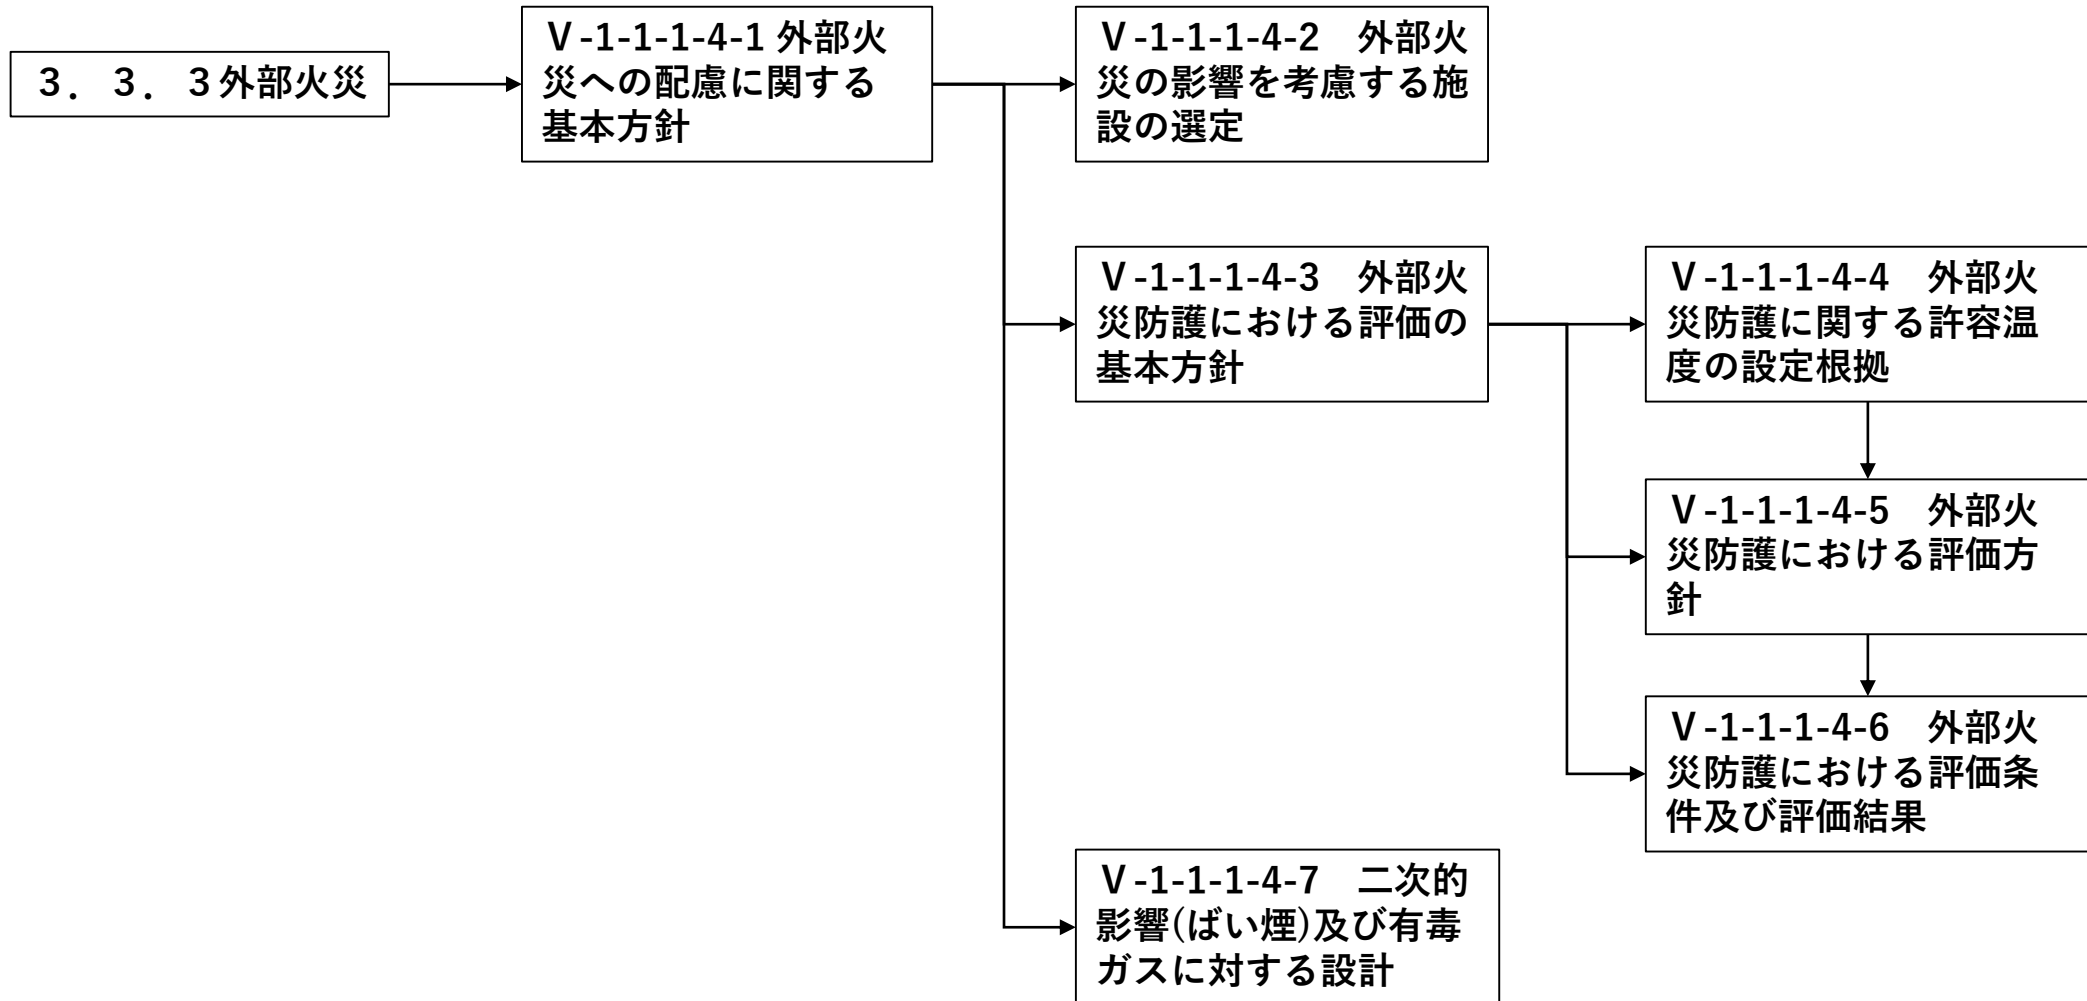 ３．３．３外部火災
Ⅴ-1-1-1-4-1 外部火
災への配慮に関する
基本方針
Ⅴ-1-1-1-4-2　外部火
災の影響を考慮する施
設の選定
Ⅴ-1-1-1-4-3　外部火
災防護における評価の
基本方針
Ⅴ-1-1-1-4-4　外部火
災防護に関する許容温
度の設定根拠
Ⅴ-1-1-1-4-5　外部火
災防護における評価方
針
Ⅴ-1-1-1-4-6　外部火
災防護における評価条
件及び評価結果
Ⅴ-1-1-1-4-7　二次的
影響(ばい煙)及び有毒
ガスに対する設計